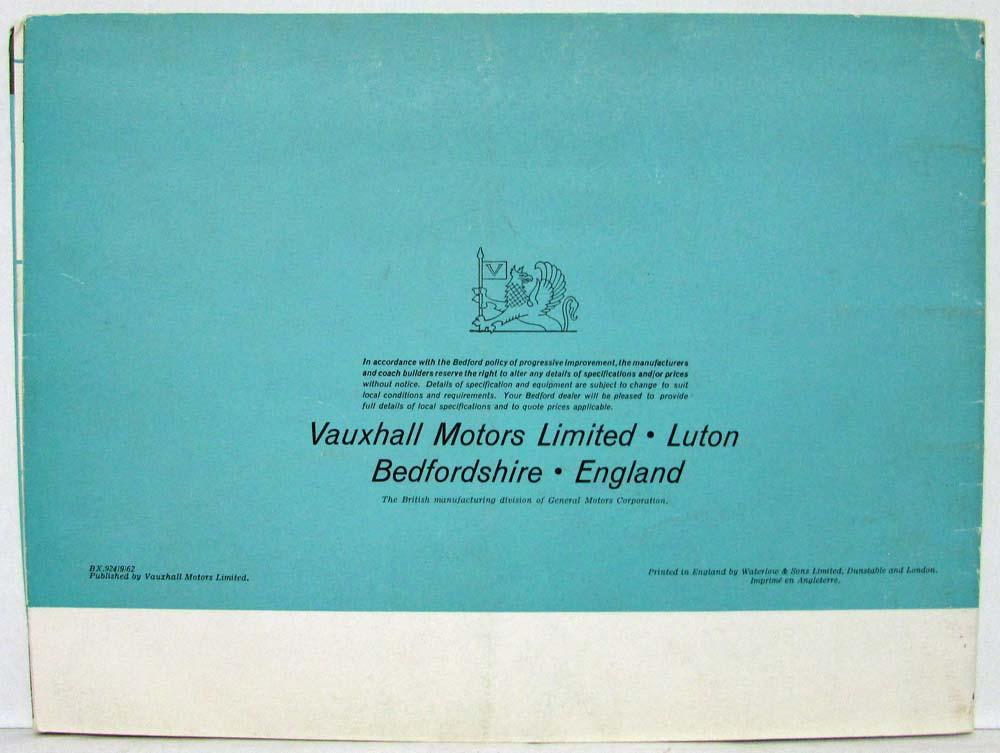 V
In accordance with the Bedford policy of progressive improvement, the manufacturers
and coach builders reserve the right to alter any details of specifications and/or prices
without notice. Details of specification and equipment are subject to change to suit
local conditions and requirements. Your Bedford dealer will be pleased to provide
full details of local specifications and to quote prices applicable.
Vauxhall Motors Limited • Luton
Bedfordshire • England
The British manufacturing division of General Motors Corporation.
BX.924/9/62
Published by Vauxhall Motors Limited.
Printed in England by Waterlow & Sons Limited, Dunstable and London.
Imprimé en Angleterre.